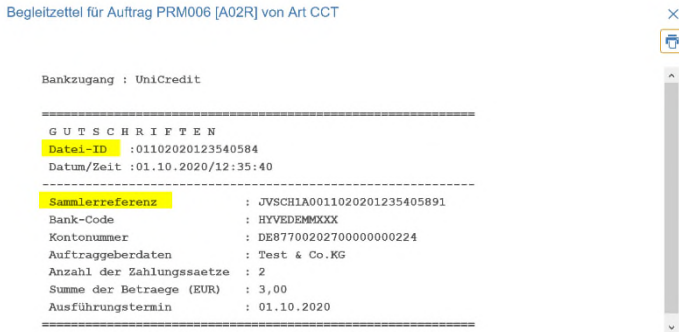 Begleitzettel für Auftrag PRM006 [A02R] von Art CCT
Bankzugang : UniCredit
============================================================
G U T S C H R I F T E N
Datei-ID :01102020123540584
Datum/Zeit :01.10.2020/12:35:40
------------------------------------------------------------
Sammlerreferenz : JVSCH1A0011020201235405891
Bank-Code : HYVEDEMMXXX
Kontonummer : DE87700202700000000224
Auftraggeberdaten : Test & Co.KG
Anzahl der Zahlungssaetze : 2
Summe der Betraege (EUR) : 3,00
Ausführungstermin : 01.10.2020
============================================================